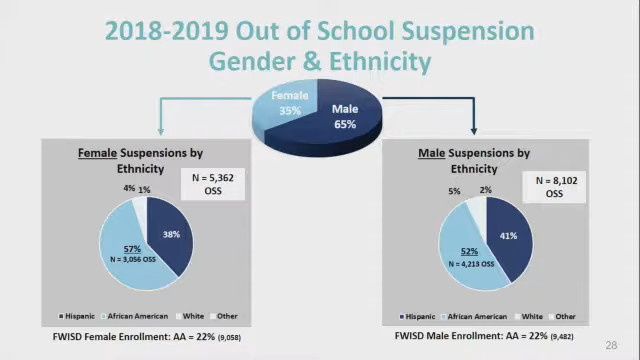 2018-2019 Out of School Suspension
Gender & Ethnicity
Female
35%
Male
65%
Female Suspensions by
Ethnicity
N = 5,362
OSS
4%
1%
38%
57%
N = 3,056 OSS
Hispanic African American White Other
FWISD Female Enrollment: AA = 22% (9,058)
Male Suspensions by
Ethnicity
N = 8,102
OSS
5%
2%
41%
52%
N = 4,213 OSS
Hispanic African American White Other
FWISD Male Enrollment: AA = 22% (9,482)
28